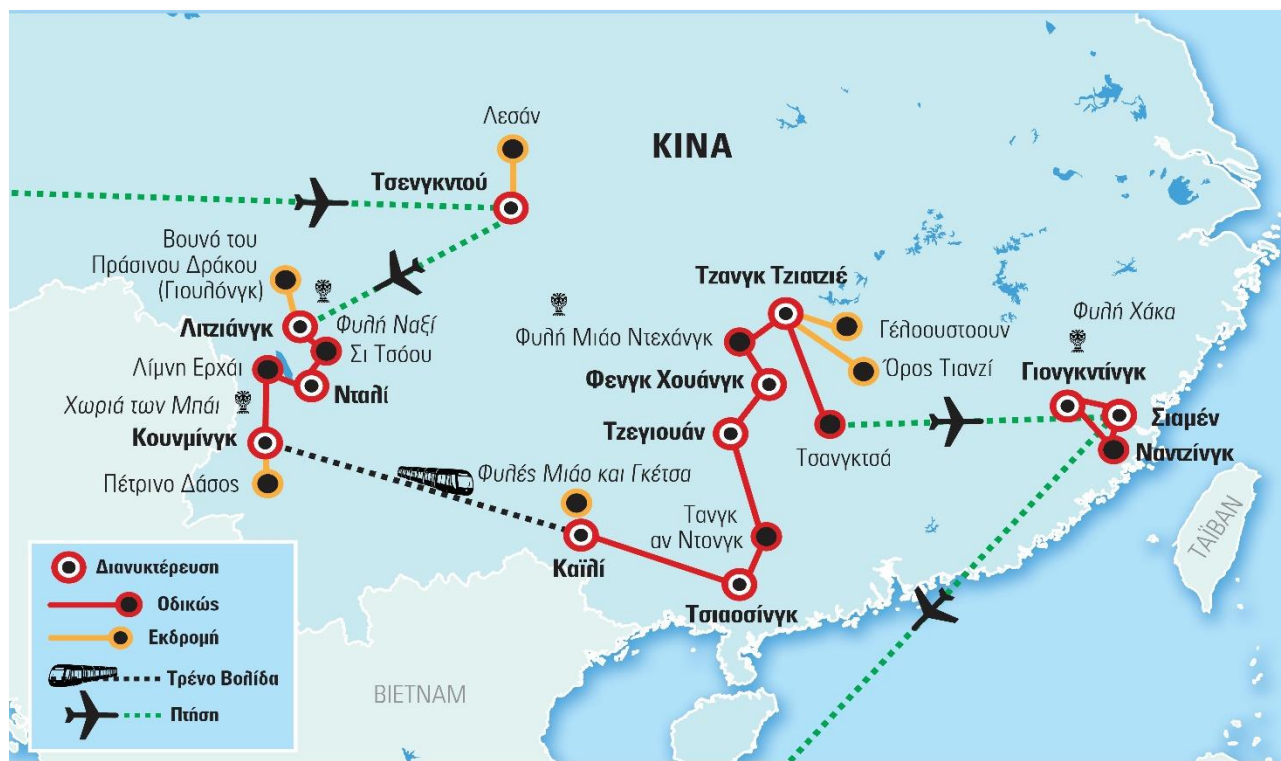 Λεσάν
ΚΙΝΑ
Τσενγκντού
Βουνό του
Πράσινου Δράκου
(Γιουλόνγκ)
Λιτζιάνγκ
Φυλή Ναξί
Σι Τσόου
Λίμνη Ερχάι
Νταλί
Χωριά των Μπάι
Κουνμίνγκ
Πέτρινο Δάσος
Τζανγκ Τζιατζιέ
Φυλή Μιάο Ντεχάνγκ
Γέλοουστοουν
Όρος Τιανζί
Φενγκ Χουάνγκ
Τζεγιουάν
Τσανγκτσά
Φυλή Χάκα
Γιονγκντίνγκ
Σιαμέν
Ναντζίνγκ
Φυλές Μιάο και Γκέτσα
Καϊλί
Τανγκ
αν Ντονγκ
Τσιαοσίνγκ
ΤΑΪΒΑΝ
ΒΙΕΤΝΑΜ
Διανυκτέρευση
Οδικώς
Εκδρομή
Τρένο Βολίδα
Πτήση